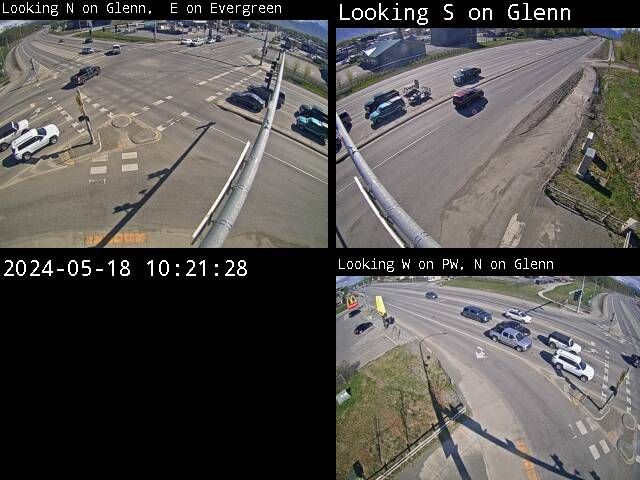 Looking N on Glenn,  E on Evergreen
Looking S on Glenn
2024-05-18 10:21:28
Looking W on PW, N on Glenn